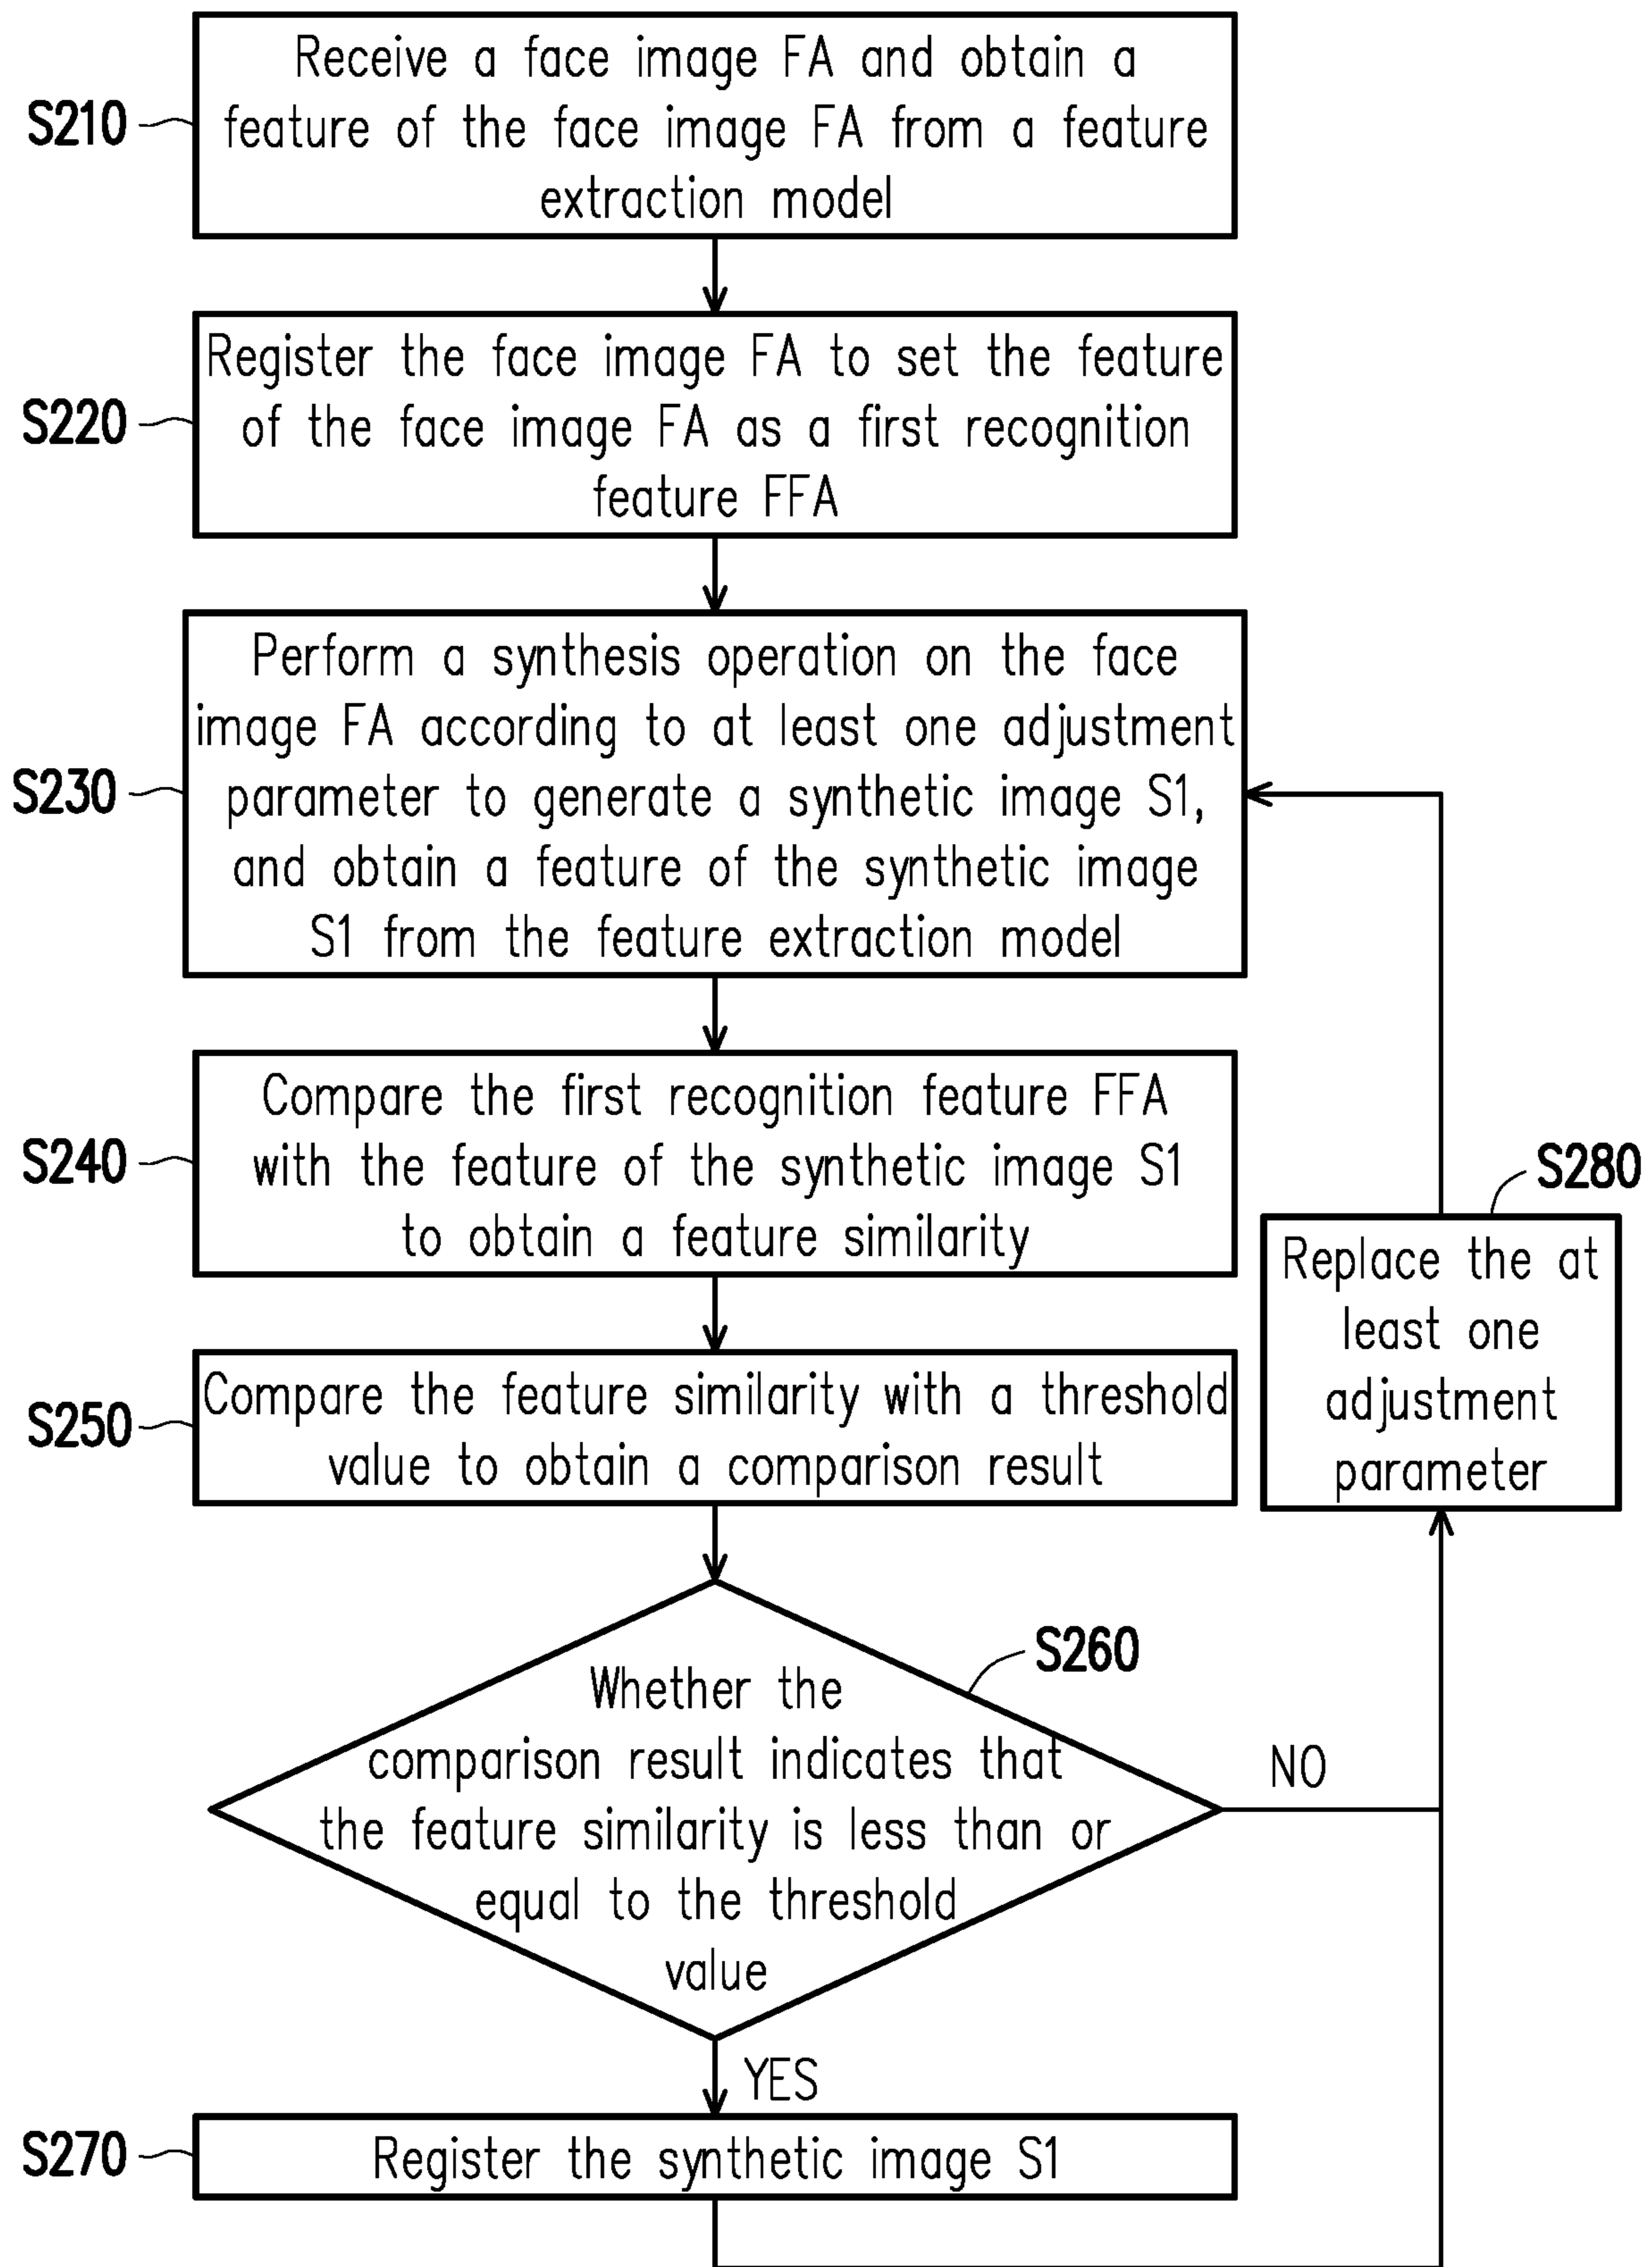 Receive a face image FA and obtain a
feature of the face image FA from a feature
extraction model
S210
Register the face image FA to set the feature
of the face image FA as a first recognition
feature FFA
S220
Perform a synthesis operation on the face
image FA according to at least one adjustment
parameter to generate a synthetic image S1,
and obtain a feature of the synthetic image
S1 from the feature extraction model
S230
Compare the first recognition feature FFA
with the feature of the synthetic image S1
to obtain a feature similarity
S240
Compare the feature similarity with a threshold
value to obtain a comparison result
S250
S280
Replace the at
least one
adjustment
parameter
S260
Whether the
comparison result indicates that
the feature similarity is less than or
equal to the threshold
value
NO
YES
S270
Register the synthetic image S1